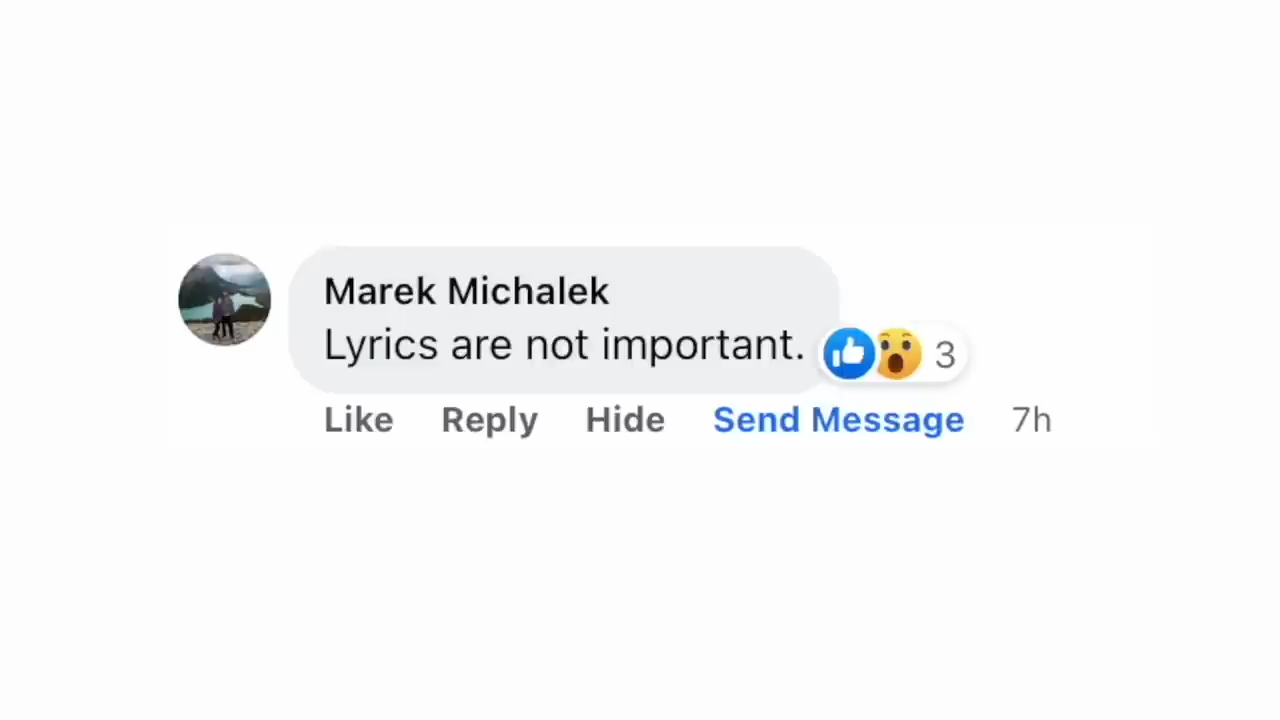 Marek Michalek
Lyrics are not important.
3
Like Reply Hide Send Message 7h